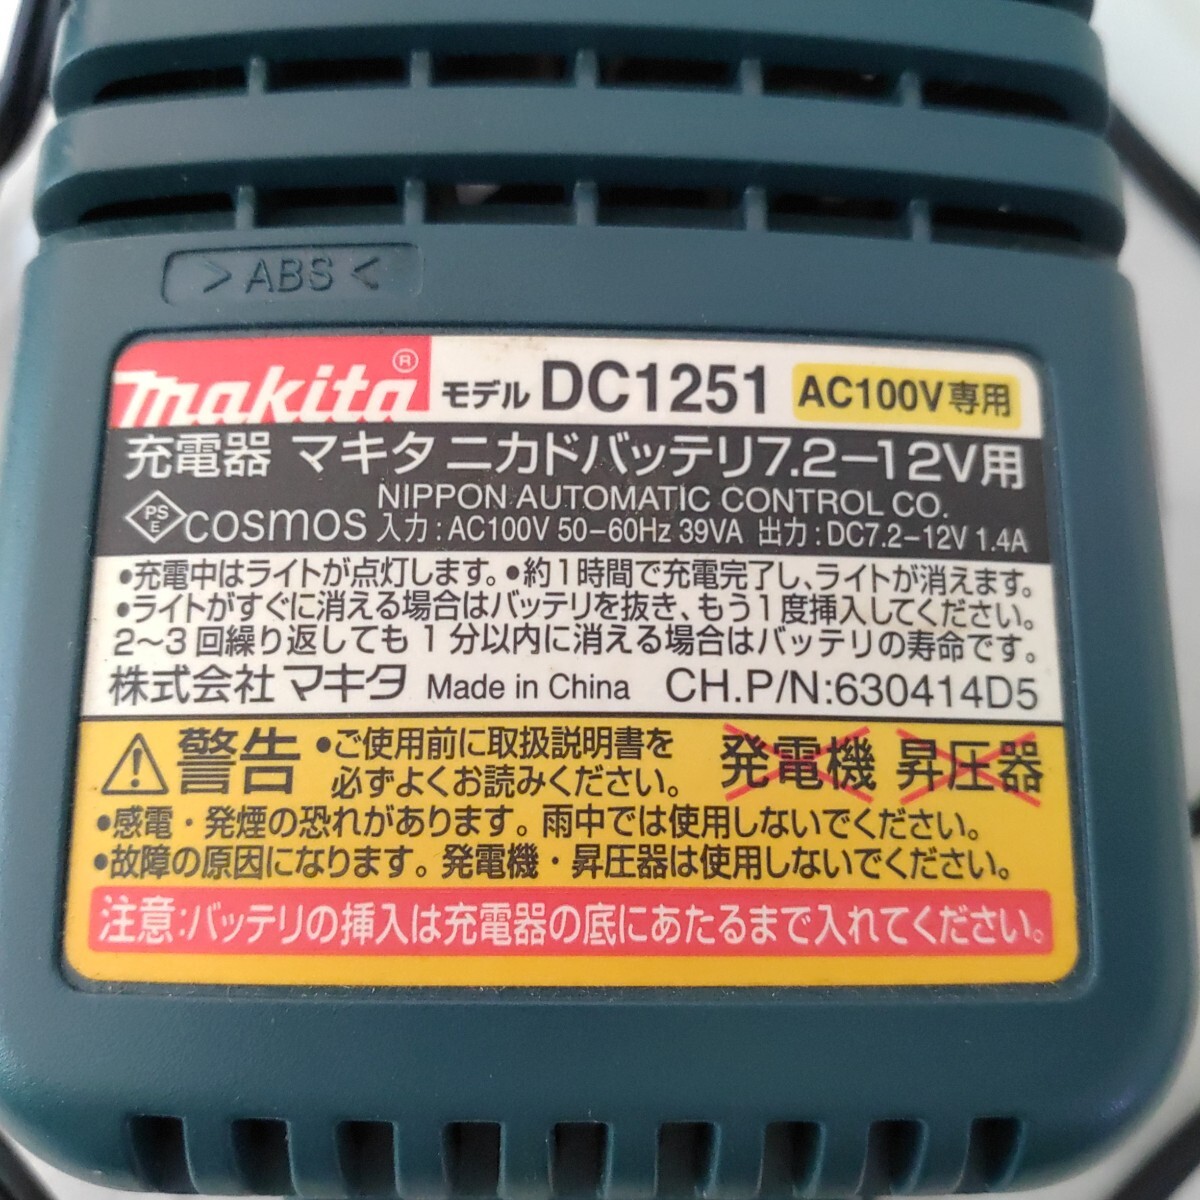 > ABS <
makita® モデル DC1251 AC100V専用
充電器 マキタ ニカドバッテリ7.2−12V用
NIPPON AUTOMATIC CONTROL CO.
PSE cosmos 入力:AC100V 50−60Hz 39VA 出力:DC7.2−12V 1.4A
•充電中はライトが点灯します。•約1時間で充電完了し、ライトが消えます。
•ライトがすぐに消える場合はバッテリを抜き、もう1度挿入してください。
2〜3回繰り返しても1分以内に消える場合はバッテリの寿命です。
株式会社 マキタ Made in China CH.P/N:630414D5
警告 •ご使用前に取扱説明書を
必ずよくお読みください。
発電機 昇圧器
•感電・発煙の恐れがあります。雨中では使用しないでください。
•故障の原因になります。発電機・昇圧器は使用しないでください。
注意:バッテリの挿入は充電器の底にあたるまで入れてください。